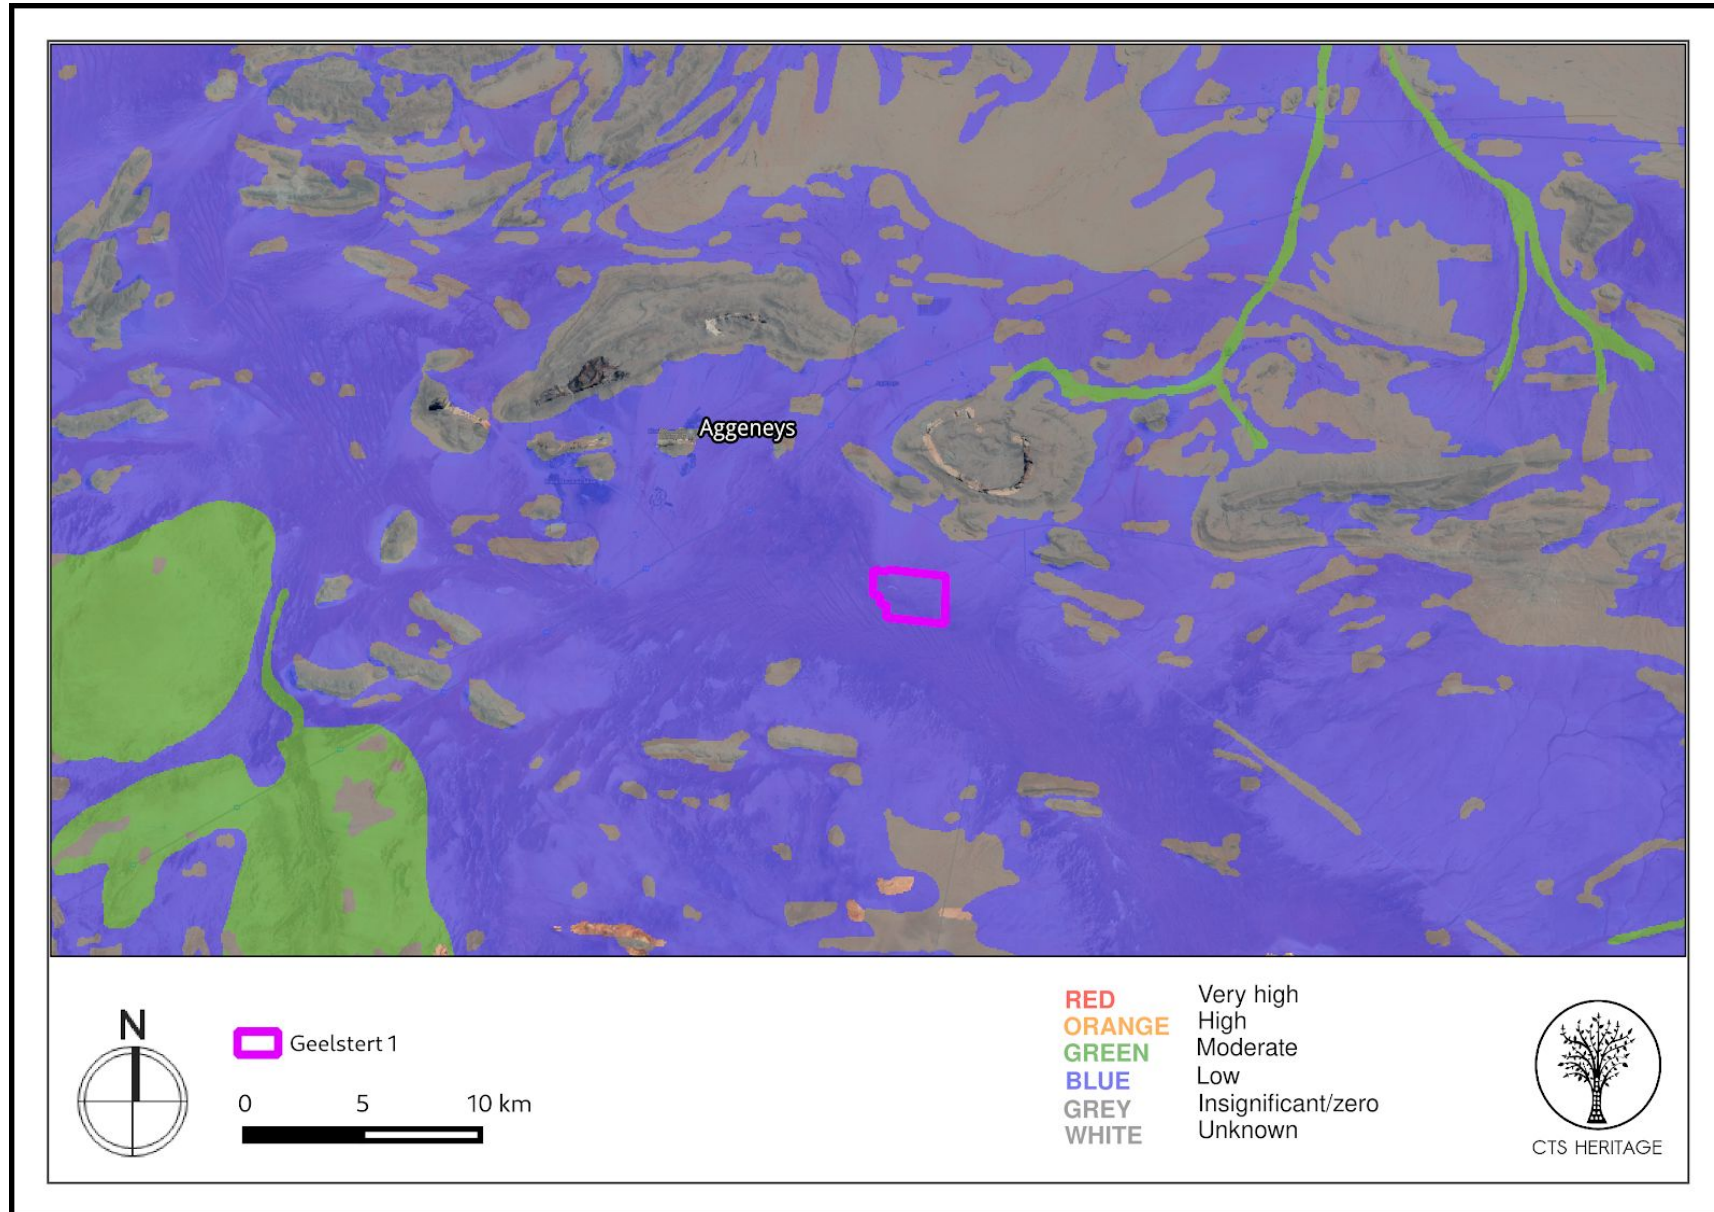 Aggeneys
N
Geelstert 1
0 5 10 km
RED Very high
ORANGE High
GREEN Moderate
BLUE Low
GREY Insignificant/zero
WHITE Unknown
CTS HERITAGE